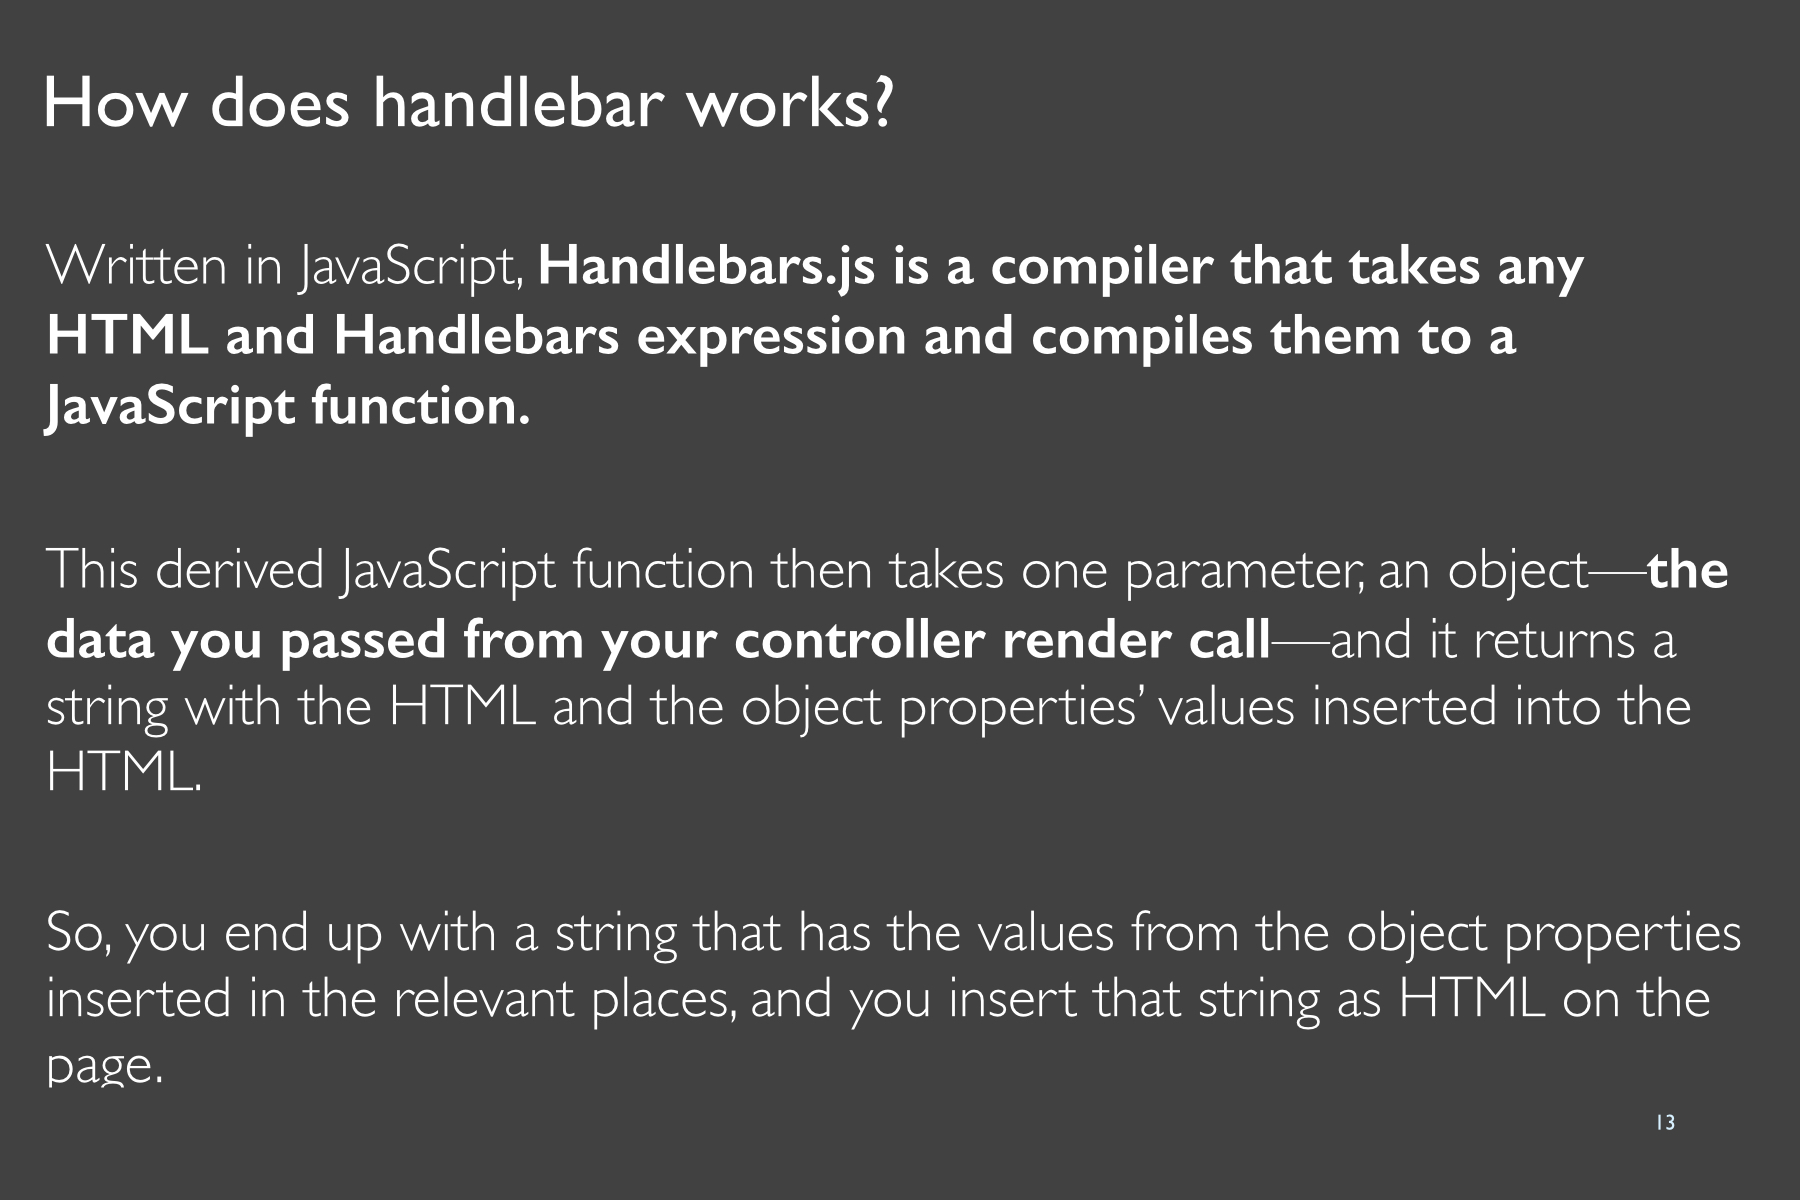 How does handlebar works?
Written in JavaScript, Handlebars.js is a compiler that takes any
HTML and Handlebars expression and compiles them to a
JavaScript function.
This derived JavaScript function then takes one parameter, an object—the
data you passed from your controller render call—and it returns a
string with the HTML and the object properties’ values inserted into the
HTML.
So, you end up with a string that has the values from the object properties
inserted in the relevant places, and you insert that string as HTML on the
page.
13